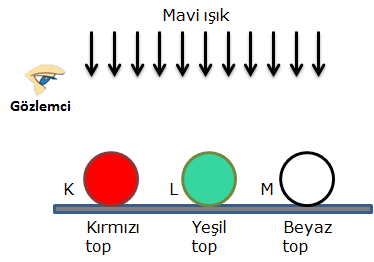 Mavi ışık
Gözlemci
K
L
M
Kırmızı top
Yeşil top
Beyaz top